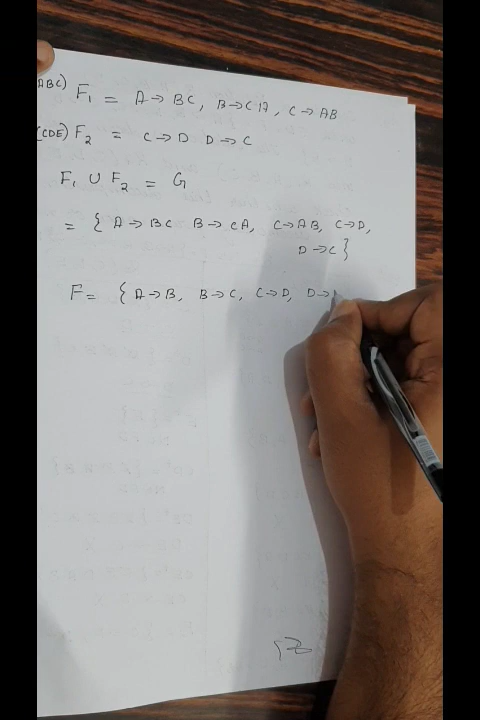 (ABC) F1 = A → BC, B → CA, C → AB
(CDE) F2 = C → D D → C
F1 ∪ F2 = G
= { A → BC B → CA, C → AB, C → D,
D → C }
F = { A → B, B → C, C → D, D →